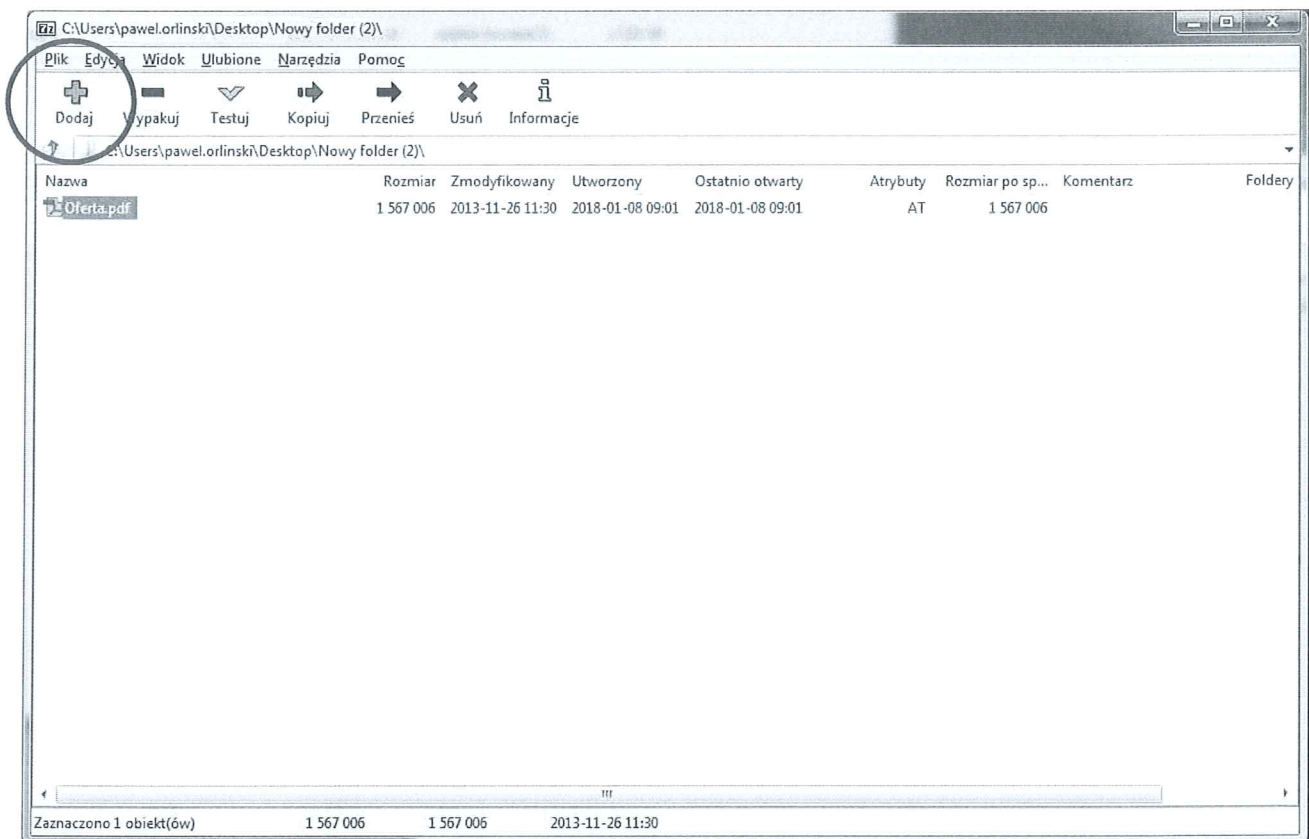 7z C:\Users\pawel.orlinski\Desktop\Nowy folder (2)\
Plik Edycja Widok Ulubione Narzędzia Pomoc
Dodaj Wypakuj Testuj Kopiuj Przenieś Usuń Informacje
C:\Users\pawel.orlinski\Desktop\Nowy folder (2)\
Nazwa Rozmiar Zmodyfikowany Utworzony Ostatnio otwarty Atrybuty Rozmiar po sp... Komentarz Foldery
Oferta.pdf 1 567 006 2013-11-26 11:30 2018-01-08 09:01 2018-01-08 09:01 AT 1 567 006
Zaznaczono 1 obiekt(ów) 1 567 006 1 567 006 2013-11-26 11:30